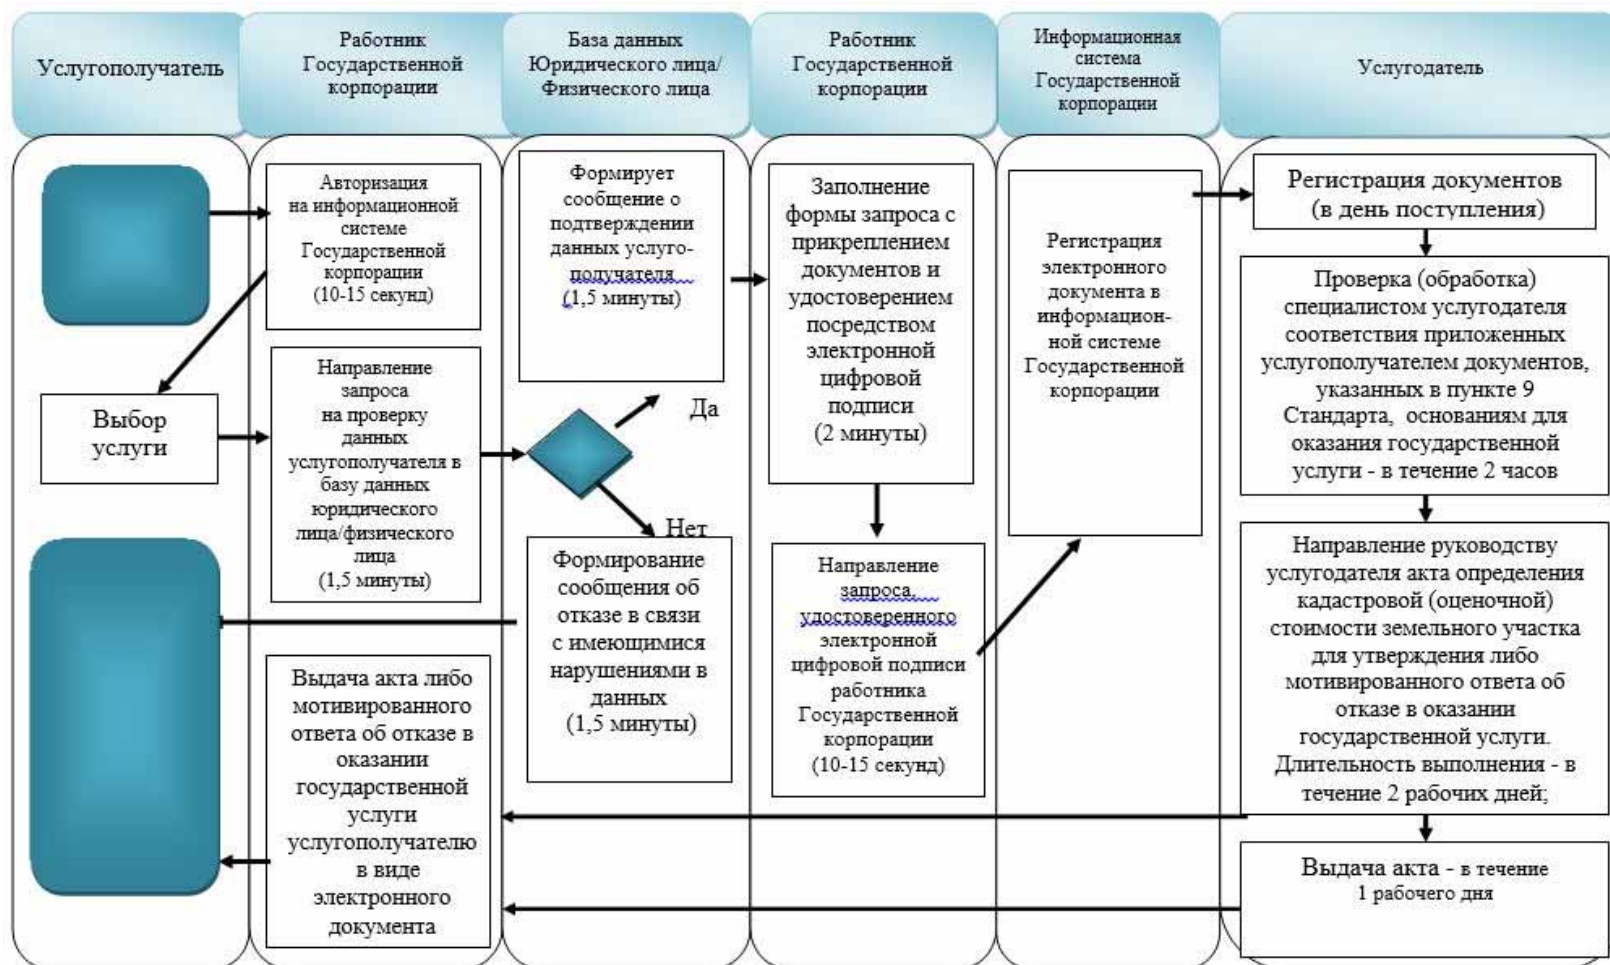 Услугополучатель
Работник
Государственной
корпорации
База данных
Юридического лица/
Физического лица
Работник
Государственной
корпорации
Информационная
система
Государственной
корпорации
Услугодатель
Авторизация
на информационной
системе
Государственной
корпорации
(10-15 секунд)
Выбор
услуги
Направление
запроса
на проверку
данных
услугополучателя в
базу данных
юридического
лица/физического
лица
(1,5 минуты)
Формирует
сообщение о
подтверждении
данных услуго-
получателя
(1,5 минуты)
Да
Нет
Формирование
сообщения об
отказе в связи
с имеющимися
нарушениями в
данных
(1,5 минуты)
Заполнение
формы запроса с
прикреплением
документов и
удостоверением
посредством
электронной
цифровой
подписи
(2 минуты)
Направление
запроса,
удостоверенного
электронной
цифровой подписи
работника
Государственной
корпорации
(10-15 секунд)
Регистрация
электронного
документа в
информацион-
ной системе
Государственной
корпорации
Регистрация документов
(в день поступления)
Проверка (обработка)
специалистом услугодателя
соответствия приложенных
услугополучателем документов,
указанных в пункте 9
Стандарта, основаниям для
оказания государственной
услуги - в течение 2 часов
Направление руководству
услугодателя акта определения
кадастровой (оценочной)
стоимости земельного участка
для утверждения либо
мотивированного ответа об
отказе в оказании
государственной услуги.
Длительность выполнения - в
течение 2 рабочих дней;
Выдача акта - в течение
1 рабочего дня
Выдача акта либо
мотивированного
ответа об отказе в
оказании
государственной
услуги
услугополучателю
в виде
электронного
документа